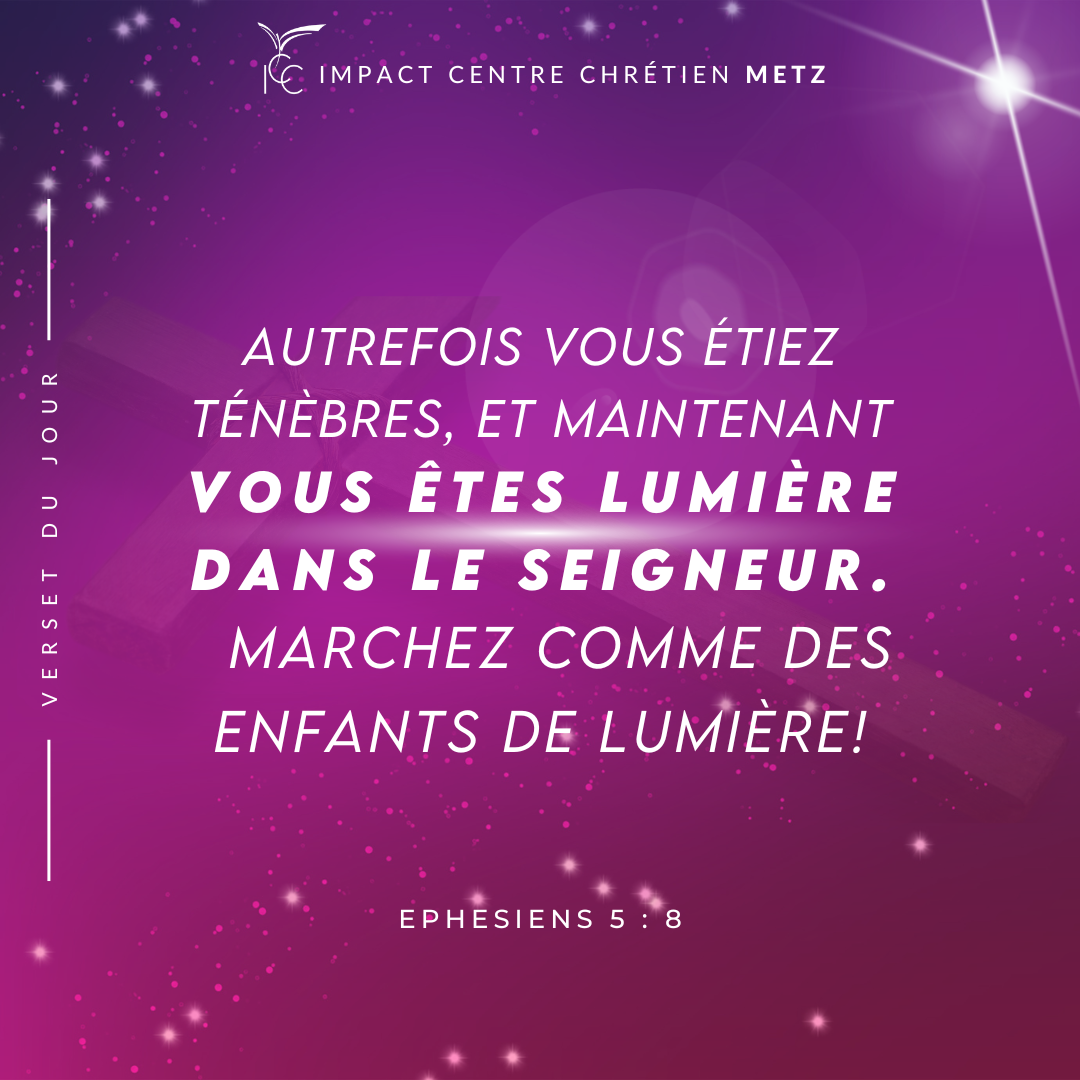 ICC IMPACT CENTRE CHRÉTIEN METZ
VERSET DU JOUR
AUTREFOIS VOUS ÉTIEZ
TÉNÈBRES, ET MAINTENANT
VOUS ÊTES LUMIÈRE
DANS LE SEIGNEUR.
MARCHEZ COMME DES
ENFANTS DE LUMIÈRE!
EPHESIENS 5 : 8